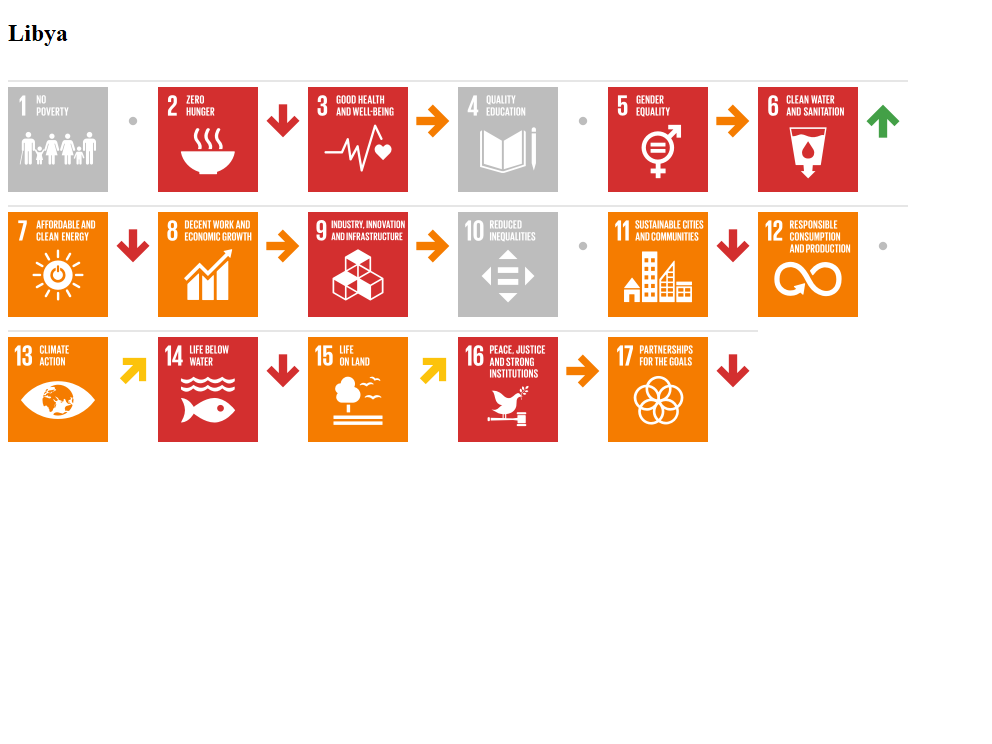 Libya
1 NO
POVERTY
2 ZERO
HUNGER
3 GOOD HEALTH
AND WELL-BEING
4 QUALITY
EDUCATION
5 GENDER
EQUALITY
6 CLEAN WATER
AND SANITATION
7 AFFORDABLE AND
CLEAN ENERGY
8 DECENT WORK AND
ECONOMIC GROWTH
9 INDUSTRY, INNOVATION
AND INFRASTRUCTURE
10 REDUCED
INEQUALITIES
11 SUSTAINABLE CITIES
AND COMMUNITIES
12 RESPONSIBLE
CONSUMPTION
AND PRODUCTION
13 CLIMATE
ACTION
14 LIFE BELOW
WATER
15 LIFE
ON LAND
16 PEACE, JUSTICE
AND STRONG
INSTITUTIONS
17 PARTNERSHIPS
FOR THE GOALS